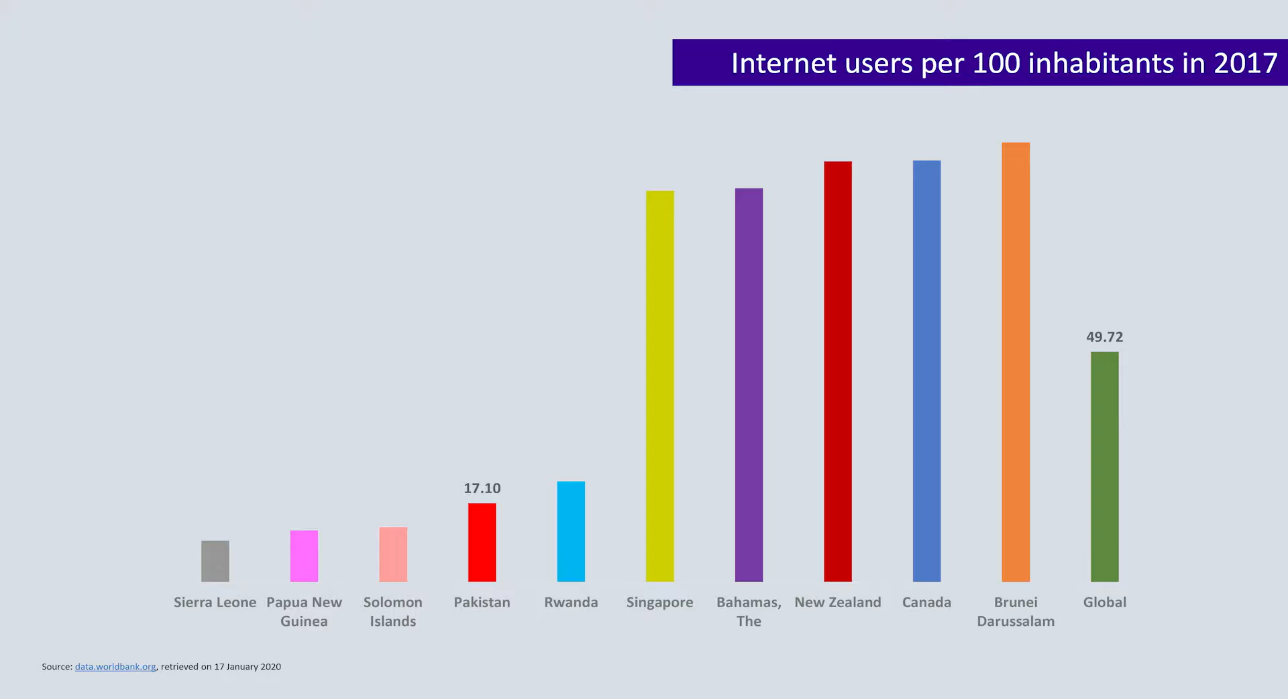 Internet users per 100 inhabitants in 2017
49.72
17.10
Sierra Leone
Papua New
Guinea
Solomon
Islands
Pakistan
Rwanda
Singapore
Bahamas,
The
New Zealand
Canada
Brunei
Darussalam
Global
Source: data.worldbank.org, retrieved on 17 January 2020